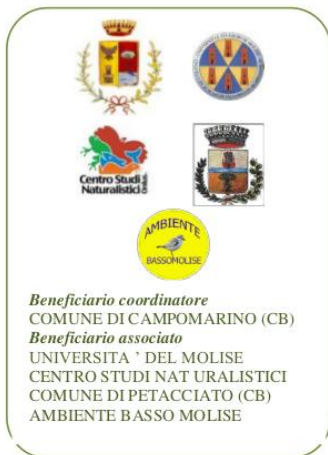 Centro Studi
Naturalistici
Onlus
AMBIENTE
BASSOMOLISE
Beneficiario coordinatore
COMUNE DI CAMPOMARINO (CB)
Beneficiario associato
UNIVERSITA ’ DEL MOLISE
CENTRO STUDI NAT URALISTICI
COMUNE DI PETACCIATO (CB)
AMBIENTE BASSO MOLISE